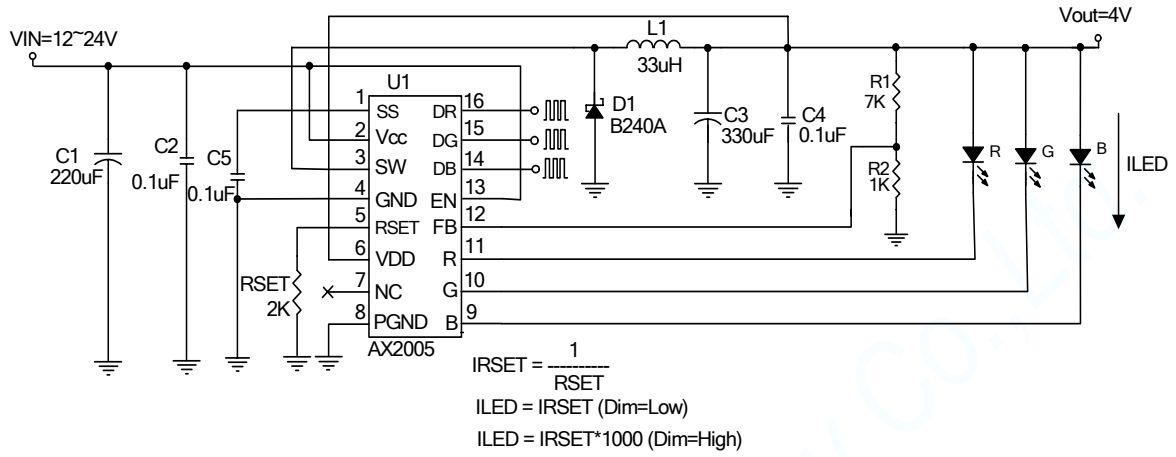 VIN=12~24V
Vout=4V
L1
33uH
U1
C1
220uF
C2
0.1uF
C5
0.1uF
1
2
3
4
5
6
7
8
SS
Vcc
SW
GND
RSET
VDD
NC
PGND
DR
DG
DB
EN
FB
R
G
B
16
15
14
13
12
11
10
9
AX2005
RSET
2K
D1
B240A
C3
330uF
C4
0.1uF
R1
7K
R2
1K
R
G
B
ILED
IRSET = 1
----------
RSET
ILED = IRSET (Dim=Low)
ILED = IRSET*1000 (Dim=High)
Co.,Ltd.